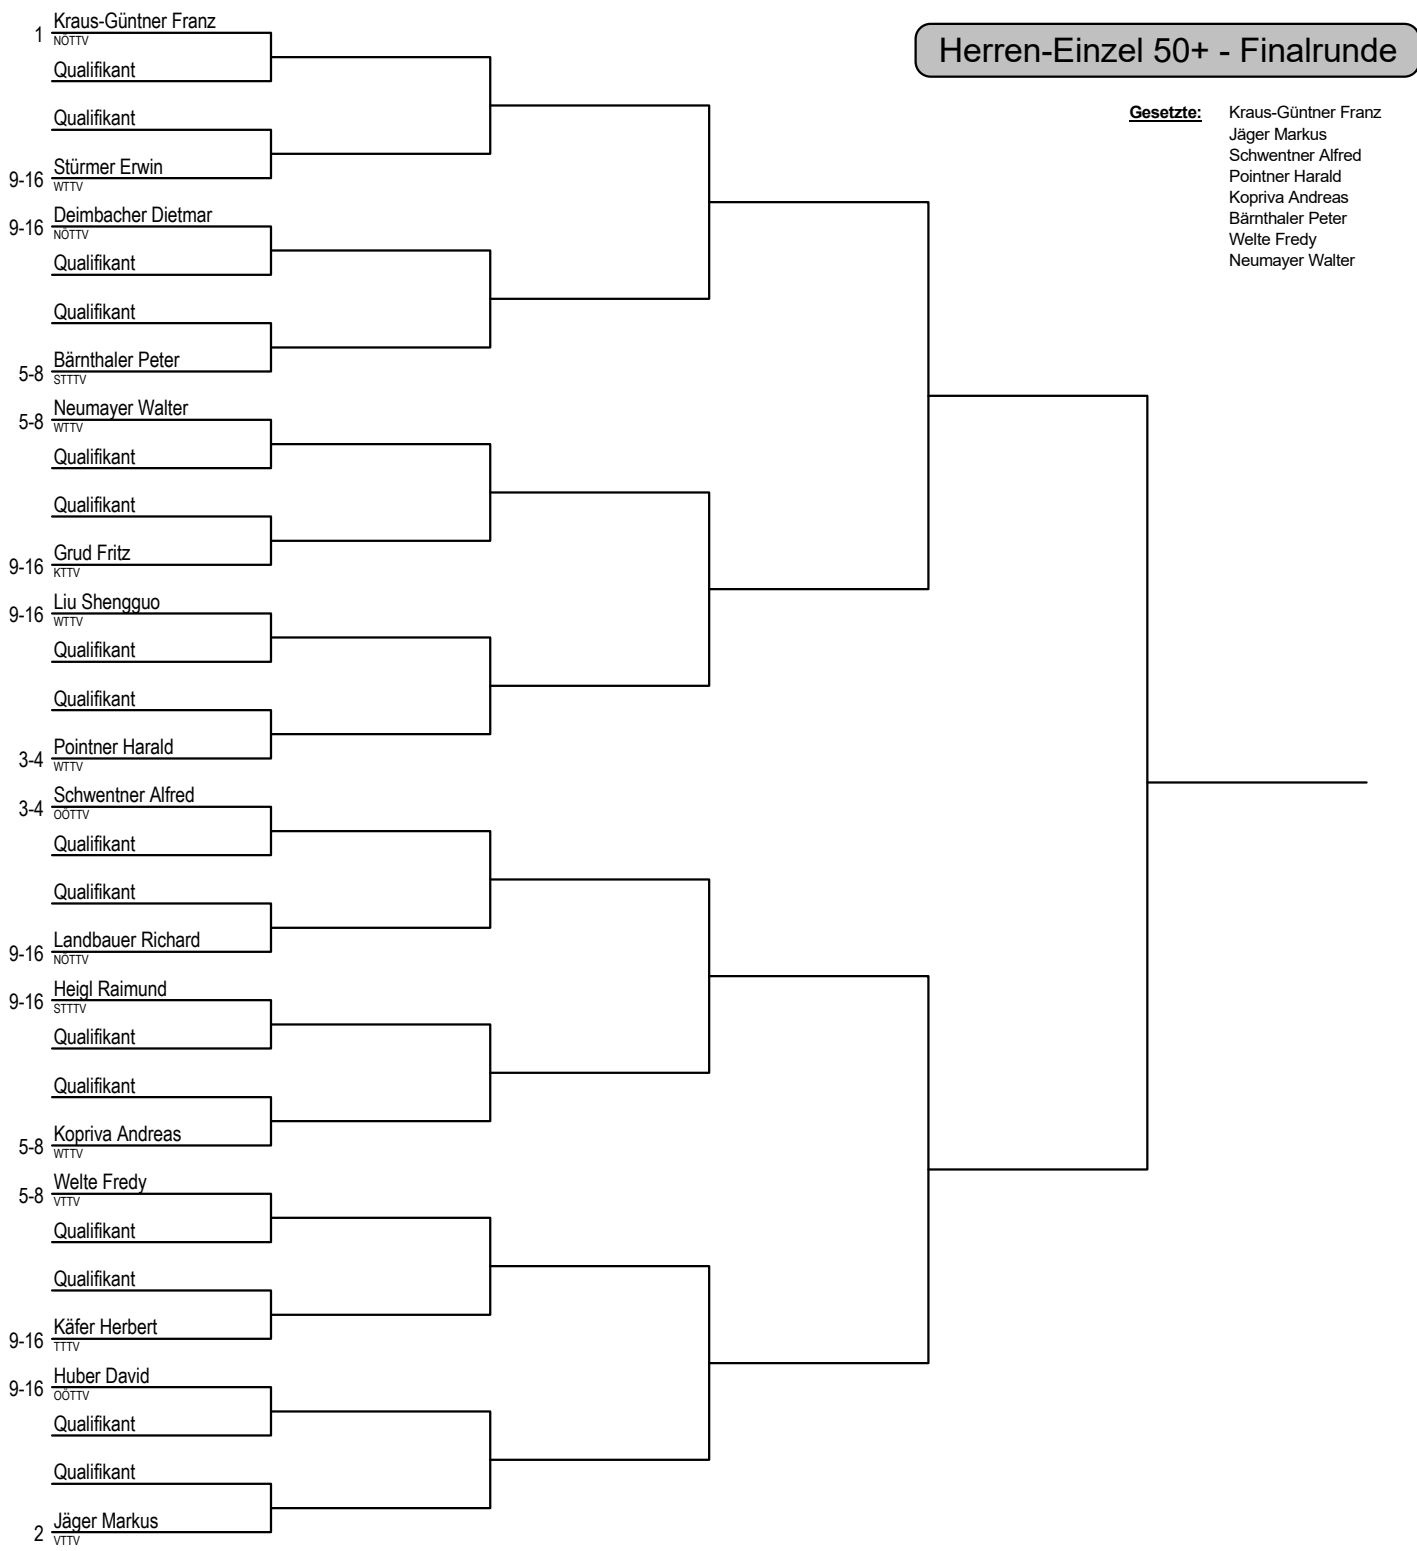 Herren-Einzel 50+ - Finalrunde
Gesetzte: Kraus-Güntner Franz
Jäger Markus
Schwentner Alfred
Pointner Harald
Kopriva Andreas
Bärnthaler Peter
Welte Fredy
Neumayer Walter
1 Kraus-Güntner Franz
NÖTTV
Qualifikant
Qualifikant
9-16 Stürmer Erwin
WTTV
9-16 Deimbacher Dietmar
NÖTTV
Qualifikant
Qualifikant
5-8 Bärnthaler Peter
STTTV
5-8 Neumayer Walter
WTTV
Qualifikant
Qualifikant
9-16 Grud Fritz
KTTV
9-16 Liu Shengguo
WTTV
Qualifikant
Qualifikant
3-4 Pointner Harald
WTTV
3-4 Schwentner Alfred
OÖTTV
Qualifikant
Qualifikant
9-16 Landbauer Richard
NÖTTV
9-16 Heigl Raimund
STTTV
Qualifikant
Qualifikant
5-8 Kopriva Andreas
WTTV
5-8 Welte Fredy
VTTV
Qualifikant
Qualifikant
9-16 Käfer Herbert
TTTV
9-16 Huber David
OÖTTV
Qualifikant
Qualifikant
2 Jäger Markus
VTTV